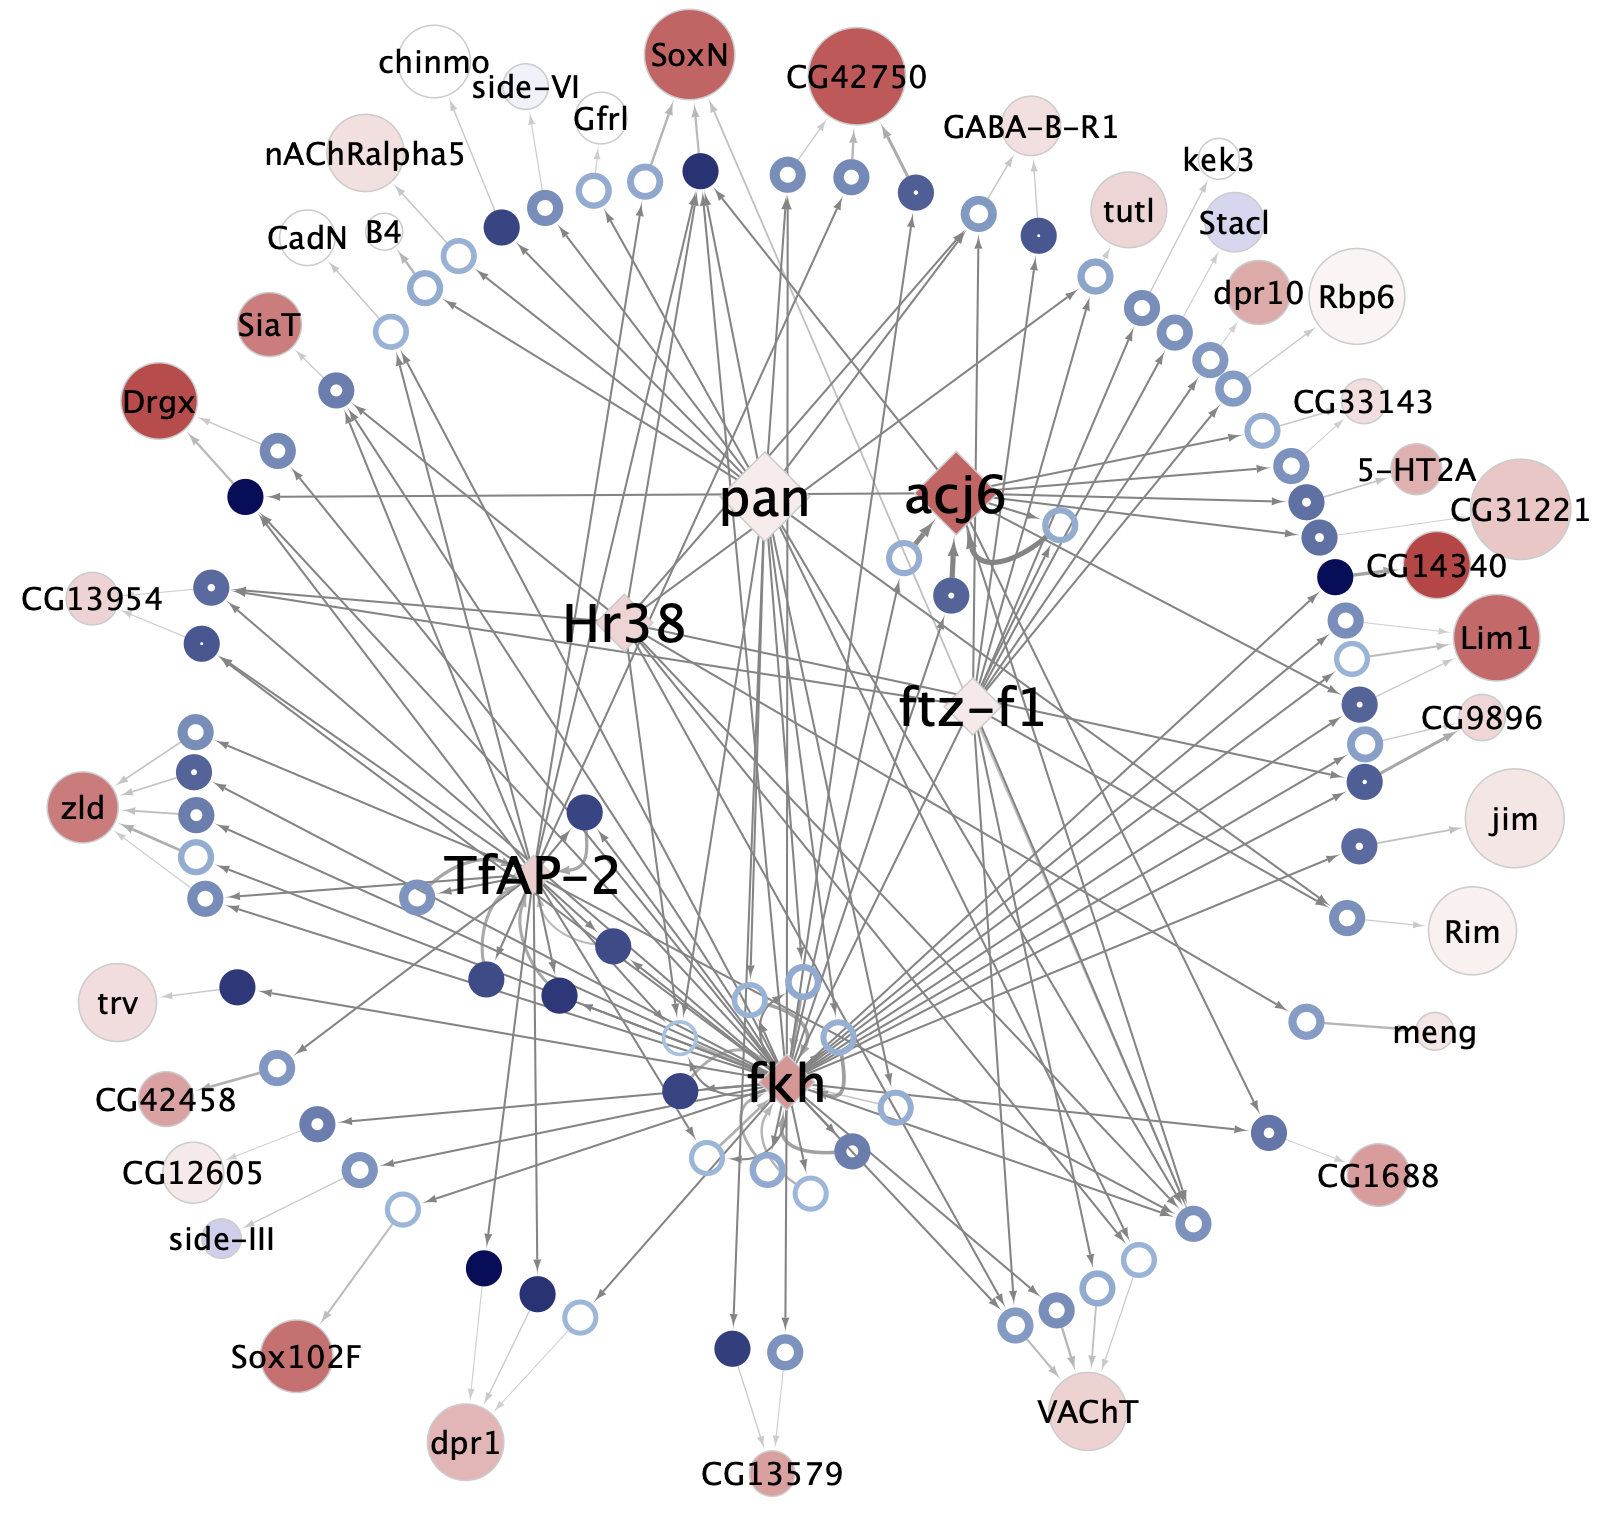 SoxN
chinmo
CG42750
side-VI
Gfrl
GABA-B-R1
nAChRalpha5
kek3
tutl
Stacl
B4
CadN
dpr10
Rbp6
SiaT
Drgx
CG33143
5-HT2A
pan
acj6
CG31221
CG14340
CG13954
Hr38
Lim1
ftz-f1
CG9896
zld
jim
TfAP-2
Rim
trv
meng
fkh
CG42458
CG12605
CG1688
side-III
Sox102F
VAChT
dpr1
CG13579